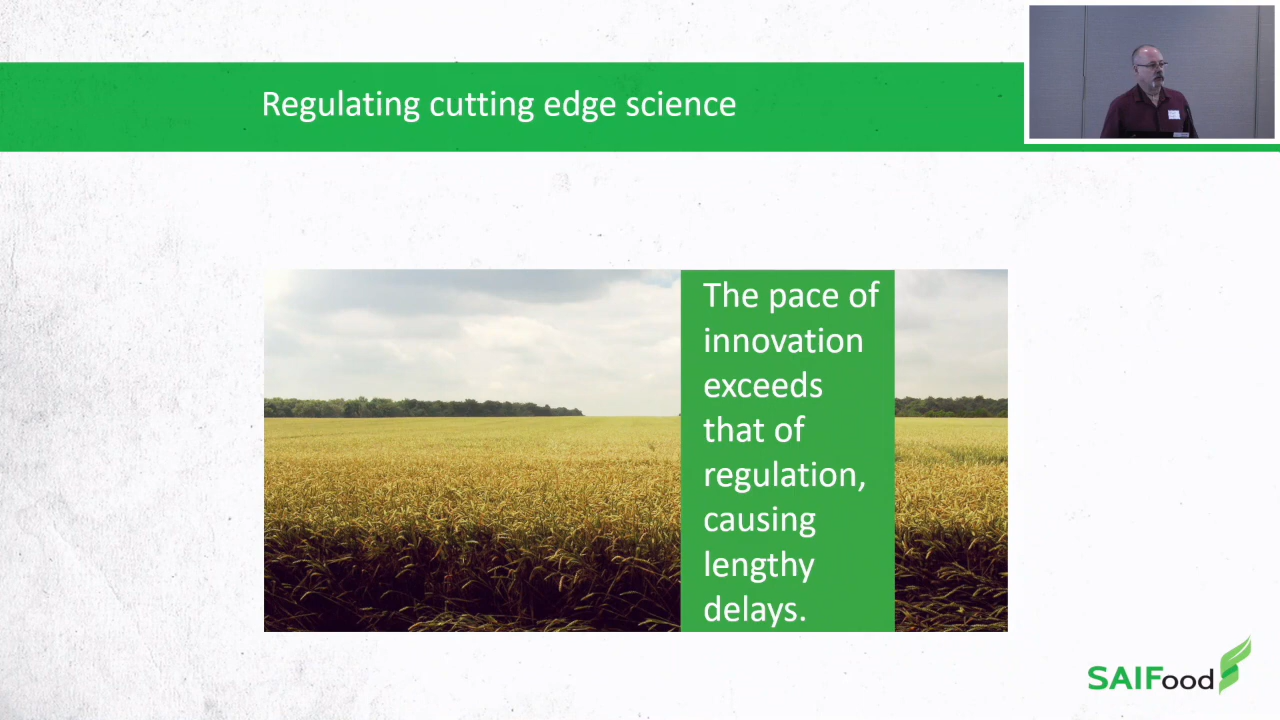 Regulating cutting edge science
The pace of
innovation
exceeds
that of
regulation,
causing
lengthy
delays.
SAIFood